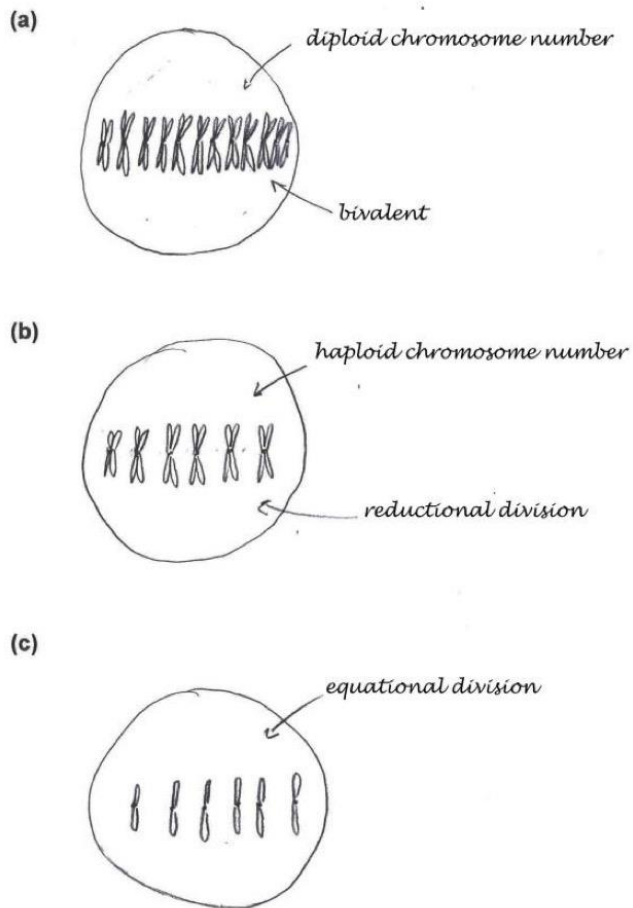 (a)
diploid chromosome number
bivalent
(b)
haploid chromosome number
reductional division
(c)
equational division